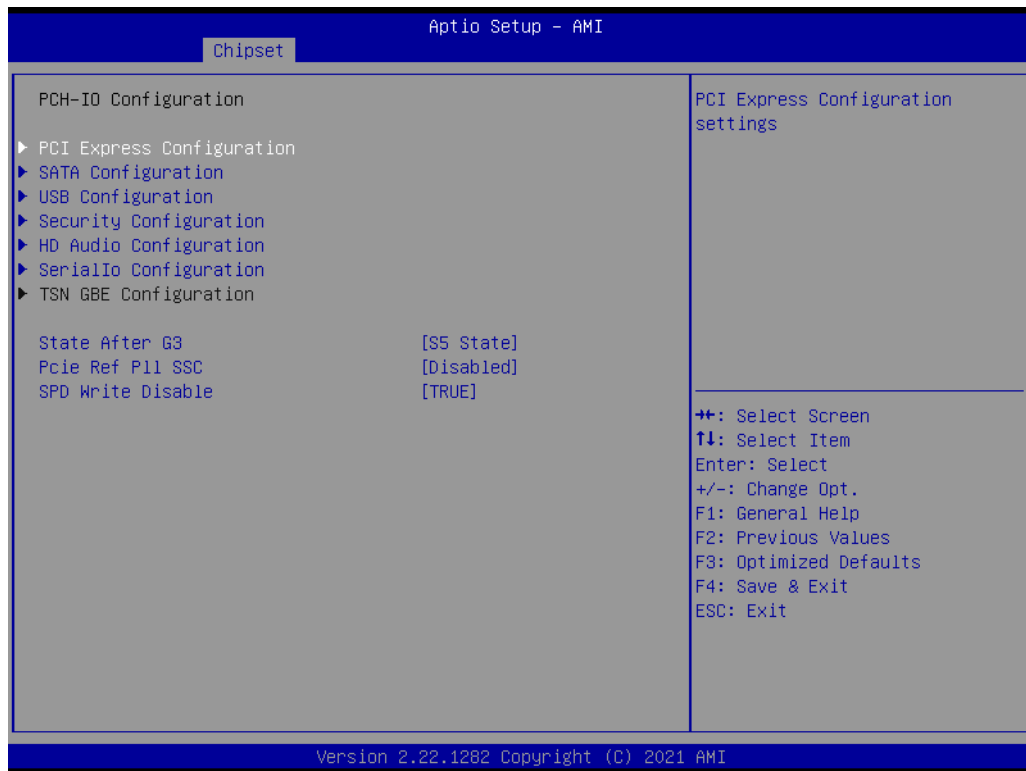 Aptio Setup – AMI
Chipset
PCH-IO Configuration
PCI Express Configuration
SATA Configuration
USB Configuration
Security Configuration
HD Audio Configuration
SerialIo Configuration
TSN GBE Configuration
State After G3 [S5 State]
Pcie Ref Pll SSC [Disabled]
SPD Write Disable [TRUE]
PCI Express Configuration
settings
→←: Select Screen
↑↓: Select Item
Enter: Select
+/-: Change Opt.
F1: General Help
F2: Previous Values
F3: Optimized Defaults
F4: Save & Exit
ESC: Exit
Version 2.22.1282 Copyright (C) 2021 AMI